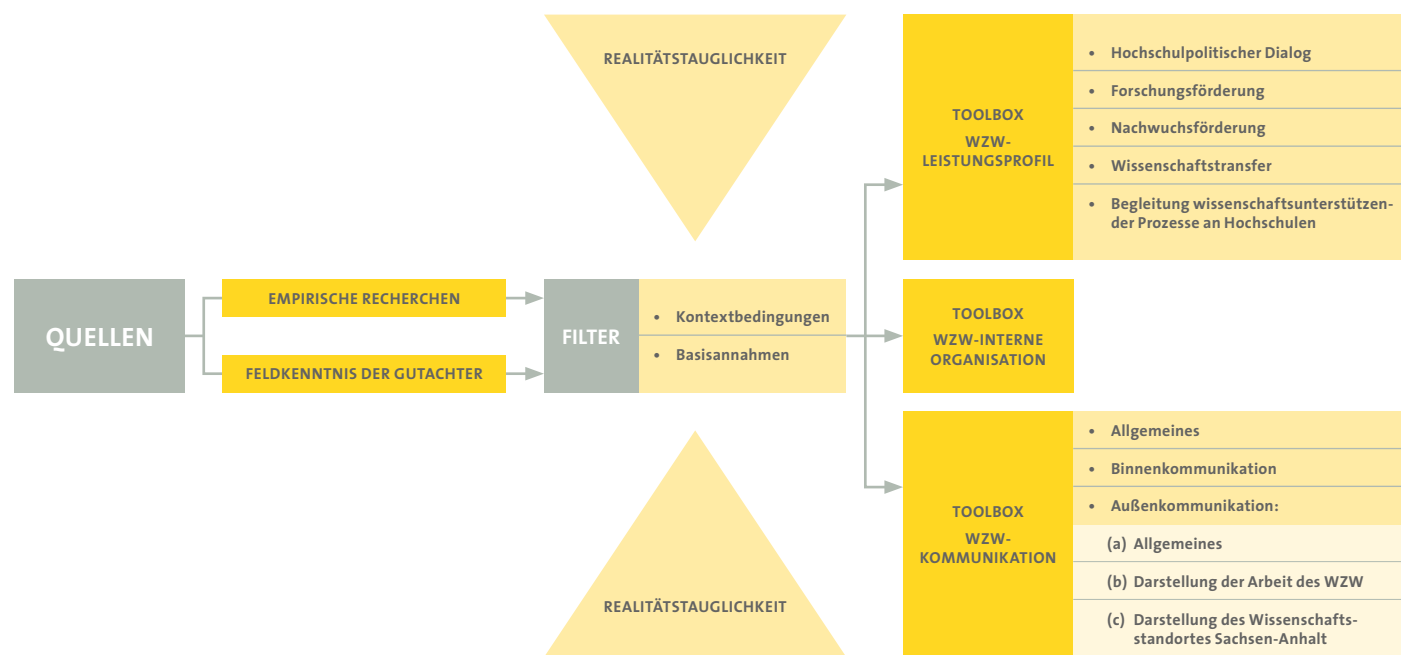 REALITÄTSTAUGLICHKEIT
QUELLEN
EMPIRISCHE RECHERCHEN
FELDKENNTNIS DER GUTACHTER
FILTER
• Kontextbedingungen
• Basisannahmen
REALITÄTSTAUGLICHKEIT
TOOLBOX
WZW-
LEISTUNGSPROFIL
• Hochschulpolitischer Dialog
• Forschungsförderung
• Nachwuchsförderung
• Wissenschaftstransfer
• Begleitung wissenschaftsunterstützen-
der Prozesse an Hochschulen
TOOLBOX
WZW-INTERNE
ORGANISATION
TOOLBOX
WZW-
KOMMUNIKATION
• Allgemeines
• Binnenkommunikation
• Außenkommunikation:
(a) Allgemeines
(b) Darstellung der Arbeit des WZW
(c) Darstellung des Wissenschafts-
standortes Sachsen-Anhalt